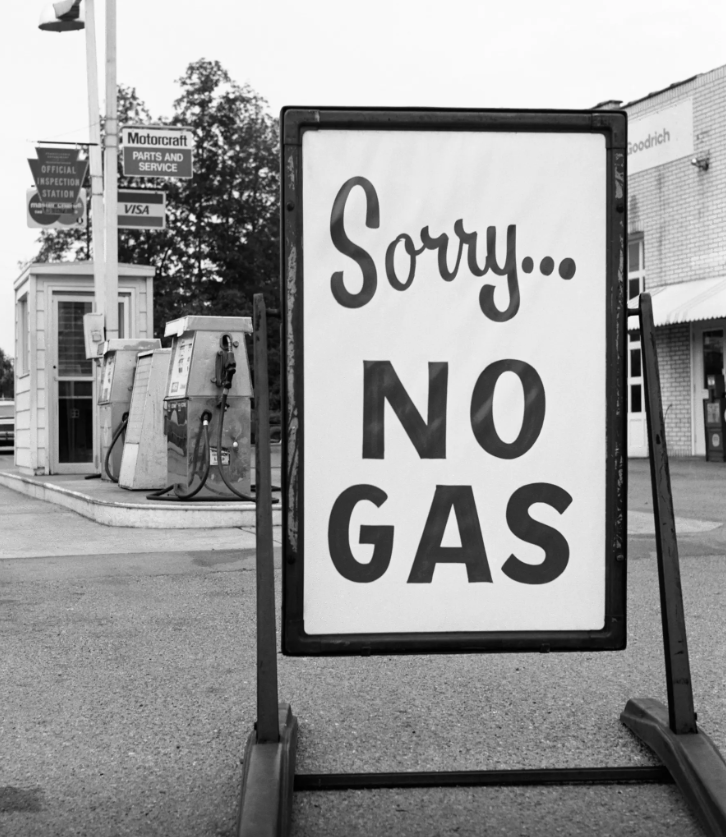 Motorcraft
PARTS AND
SERVICE
OFFICIAL
INSPECTION
STATION
VISA
Goodrich
Sorry...
NO
GAS